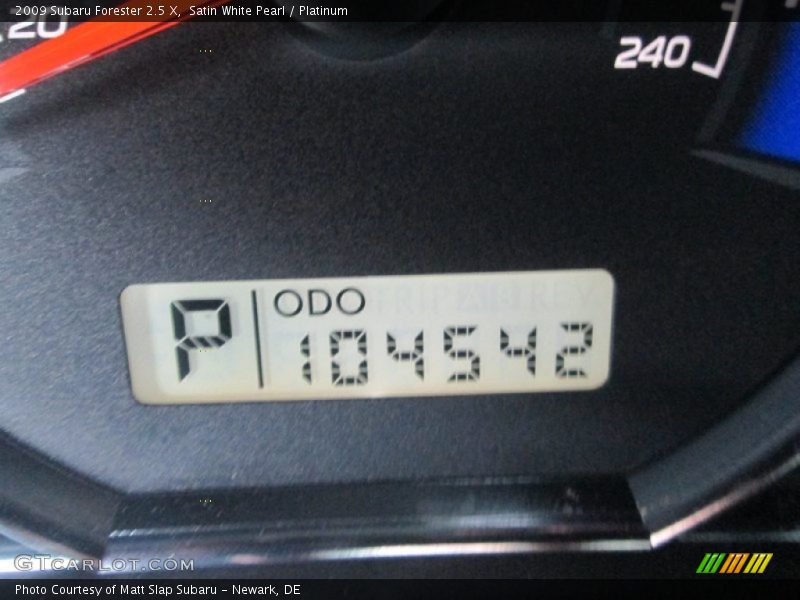 2009 Subaru Forester 2.5 X, Satin White Pearl / Platinum
20
240
P
ODO
104542
GTCARLOT.COM
Photo Courtesy of Matt Slap Subaru - Newark, DE